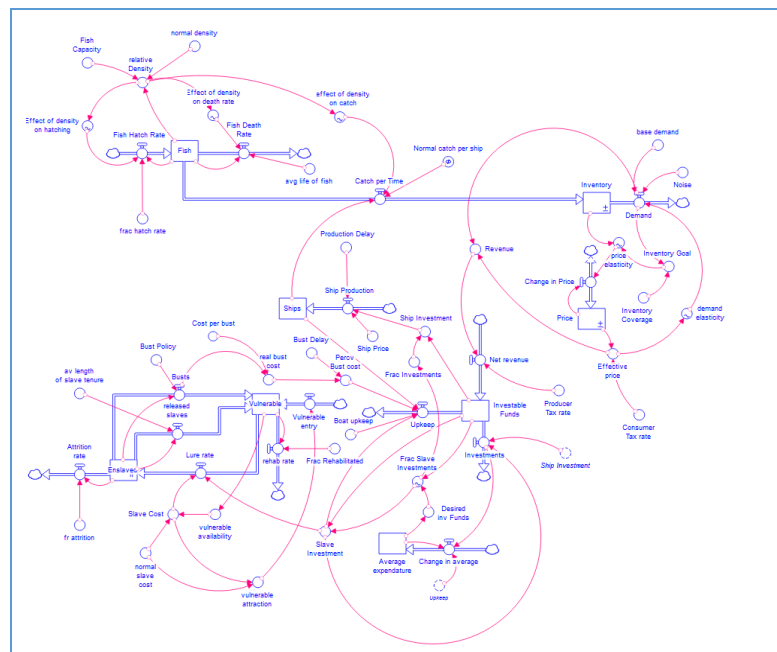 Fish
Capacity
normal density
relative
Density
Effect of density
on death rate
effect of density
on catch
Effect of density
on hatching
Fish Hatch Rate
Fish Death
Rate
Fish
avg life of fish
frac hatch rate
Normal catch per ship
Catch per Time
base demand
Noise
Inventory
Demand
Revenue
price
elasticity
Inventory Goal
Change in Price
Price
Inventory
Coverage
demand
elasticity
Effective
price
Producer
Tax rate
Consumer
Tax rate
Production Delay
Ship Production
Ships
Ship Price
Ship Investment
Frac Investments
Net revenue
Investable
Funds
Investments
Ship Investment
Cost per bust
Bust Policy
Bust Delay
real bust
cost
Percv
Bust cost
Busts
av length
of slave tenure
released
slaves
Vulnerable
Vulnerable
entry
Boat upkeep
Upkeep
Attrition
rate
Enslaved
Lure rate
rehab rate
Frac Rehabilitated
Frac Slave
Investments
fr attrition
Slave Cost
vulnerable
availability
normal
slave
cost
vulnerable
attraction
Slave
Investment
Desired
inv Funds
Average
expenditure
Change in average
Upkeep